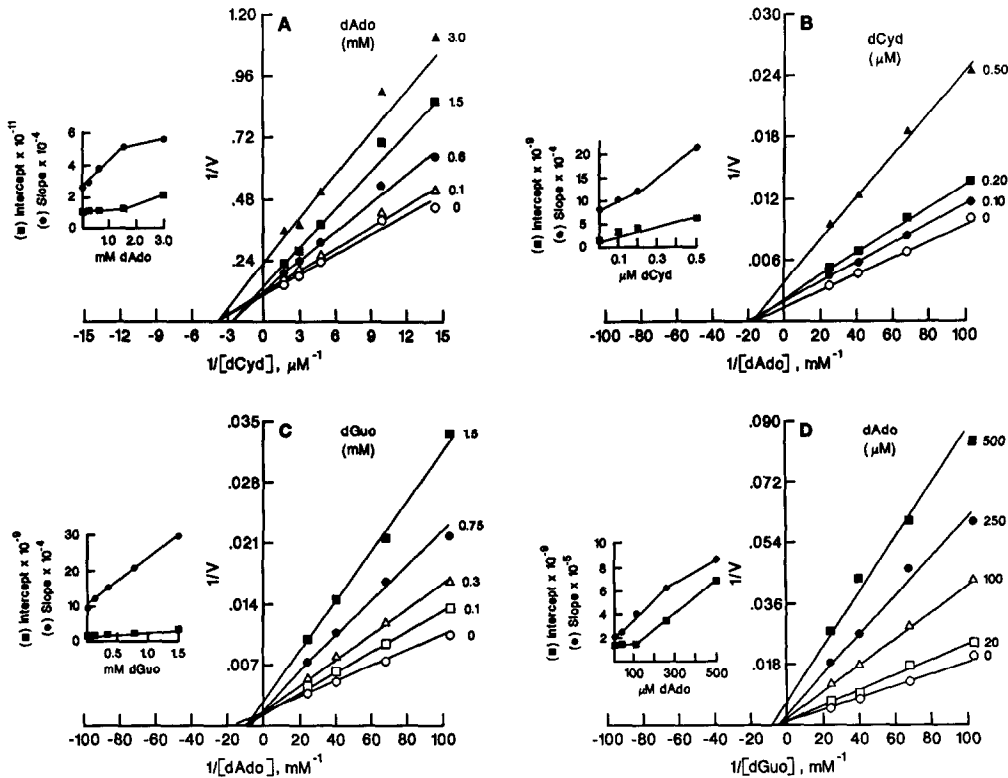 A
dAdo
(mM)
1.20
.96
.72
.48
.24
1/V
3.0
1.5
0.6
0.1
0
-15 -12 -9 -6 -3 0 3 6 9 12 15
1/[dCyd], μM⁻¹
(■) Intercept x 10⁻¹¹
(●) Slope x 10⁻⁴
6
4
2
0
0 1.0 2.0 3.0
mM dAdo
B
dCyd
(μM)
.030
.024
.018
.012
.006
1/V
0.50
0.20
0.10
0
-100 -80 -60 -40 -20 0 20 40 60 80 100
1/[dAdo], mM⁻¹
(■) Intercept x 10⁻⁹
(●) Slope x 10⁻⁴
20
15
10
5
0
0.1 0.3 0.5
μM dCyd
C
dGuo
(mM)
.035
.028
.021
.014
.007
1/V
1.5
0.75
0.3
0.1
0
-100 -80 -60 -40 -20 0 20 40 60 80 100
1/[dAdo], mM⁻¹
(■) Intercept x 10⁻⁹
(●) Slope x 10⁻⁴
30
20
10
0
0.5 1.0 1.5
mM dGuo
D
dAdo
(μM)
.090
.072
.054
.036
.018
1/V
500
250
100
20
0
-100 -80 -60 -40 -20 0 20 40 60 80 100
1/[dGuo], mM⁻¹
(■) Intercept x 10⁻⁹
(●) Slope x 10⁻⁵
10
8
6
4
2
100 300 500
μM dAdo